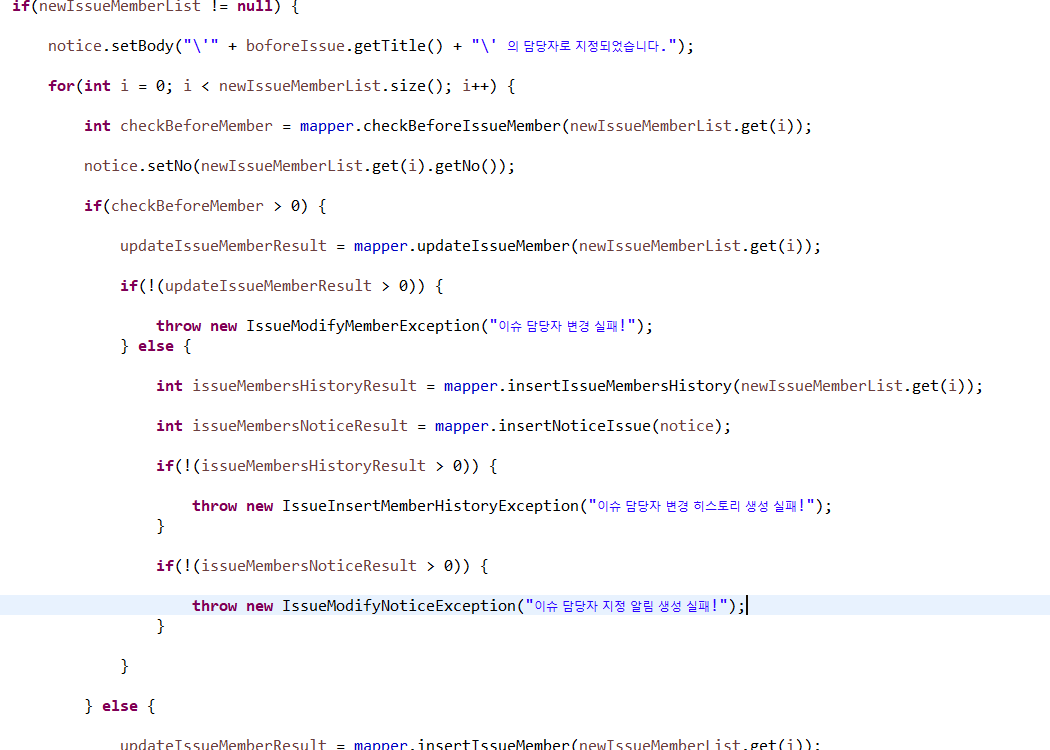 if(newIssueMemberList != null) {
notice.setBody("\'" + boforeIssue.getTitle() + "\' 의 담당자로 지정되었습니다.");
for(int i = 0; i < newIssueMemberList.size(); i++) {
int checkBeforeMember = mapper.checkBeforeIssueMember(newIssueMemberList.get(i));
notice.setNo(newIssueMemberList.get(i).getNo());
if(checkBeforeMember > 0) {
updateIssueMemberResult = mapper.updateIssueMember(newIssueMemberList.get(i));
if(!(updateIssueMemberResult > 0)) {
throw new IssueModifyMemberException("이슈 담당자 변경 실패!");
} else {
int issueMembersHistoryResult = mapper.insertIssueMembersHistory(newIssueMemberList.get(i));
int issueMembersNoticeResult = mapper.insertNoticeIssue(notice);
if(!(issueMembersHistoryResult > 0)) {
throw new IssueInsertMemberHistoryException("이슈 담당자 변경 히스토리 생성 실패!");
}
if(!(issueMembersNoticeResult > 0)) {
throw new IssueModifyNoticeException("이슈 담당자 지정 알림 생성 실패!");
}
}
} else {
updateIssueMemberResult = mapper.insertIssueMember(newIssueMemberList.get(i));